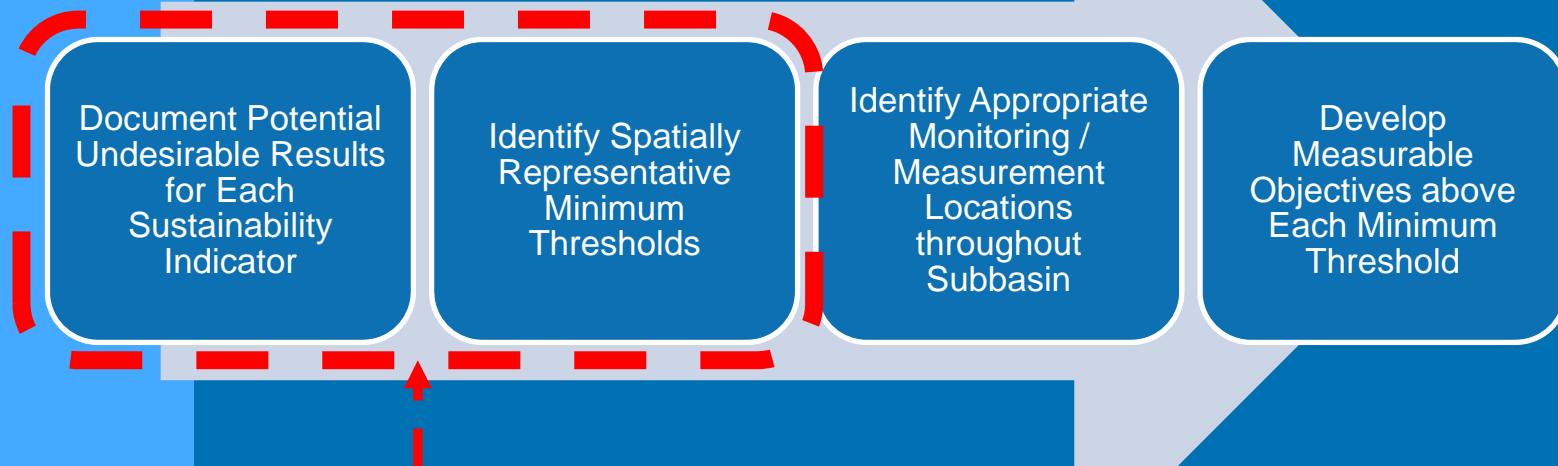 Document Potential
Undesirable Results
for Each
Sustainability
Indicator
Identify Spatially
Representative
Minimum
Thresholds
Identify Appropriate
Monitoring /
Measurement
Locations
throughout
Subbasin
Develop
Measurable
Objectives above
Each Minimum
Threshold